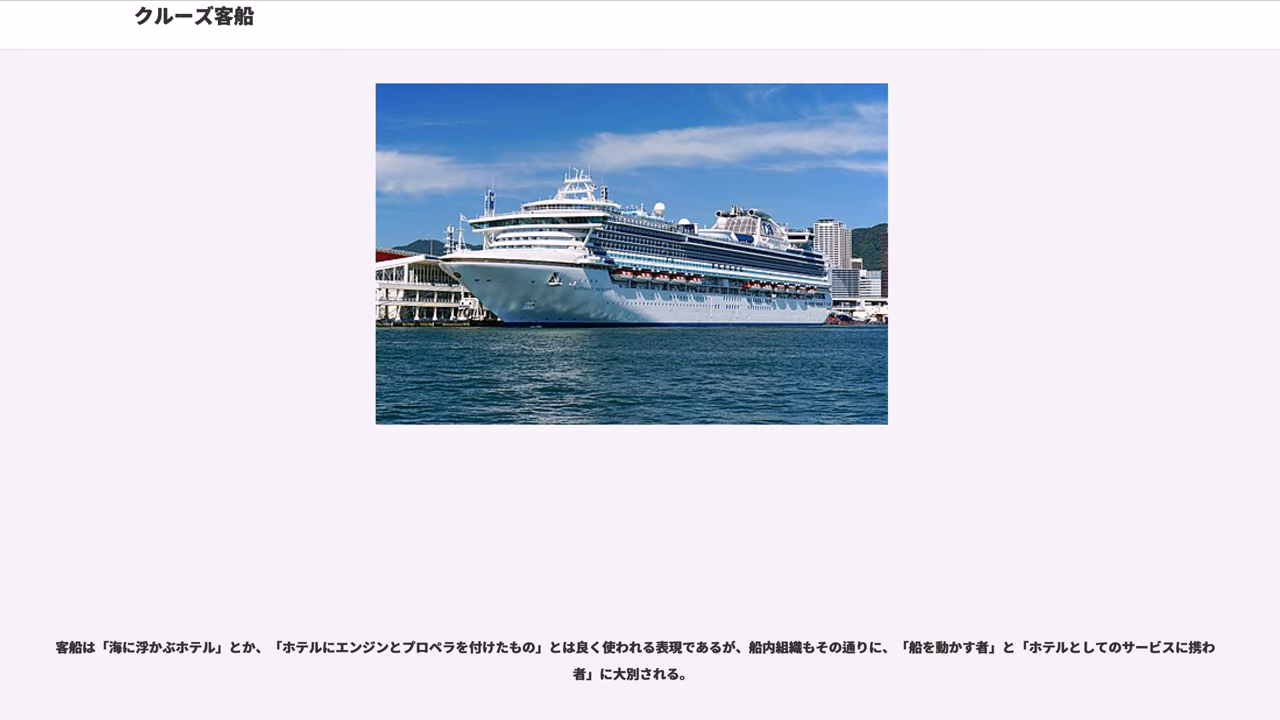 クルーズ客船
客船は「海に浮かぶホテル」とか、「ホテルにエンジンとプロペラを付けたもの」とは良く使われる表現であるが、船内組織もその通りに、「船を動かす者」と「ホテルとしてのサービスに携わ
者」に大別される。